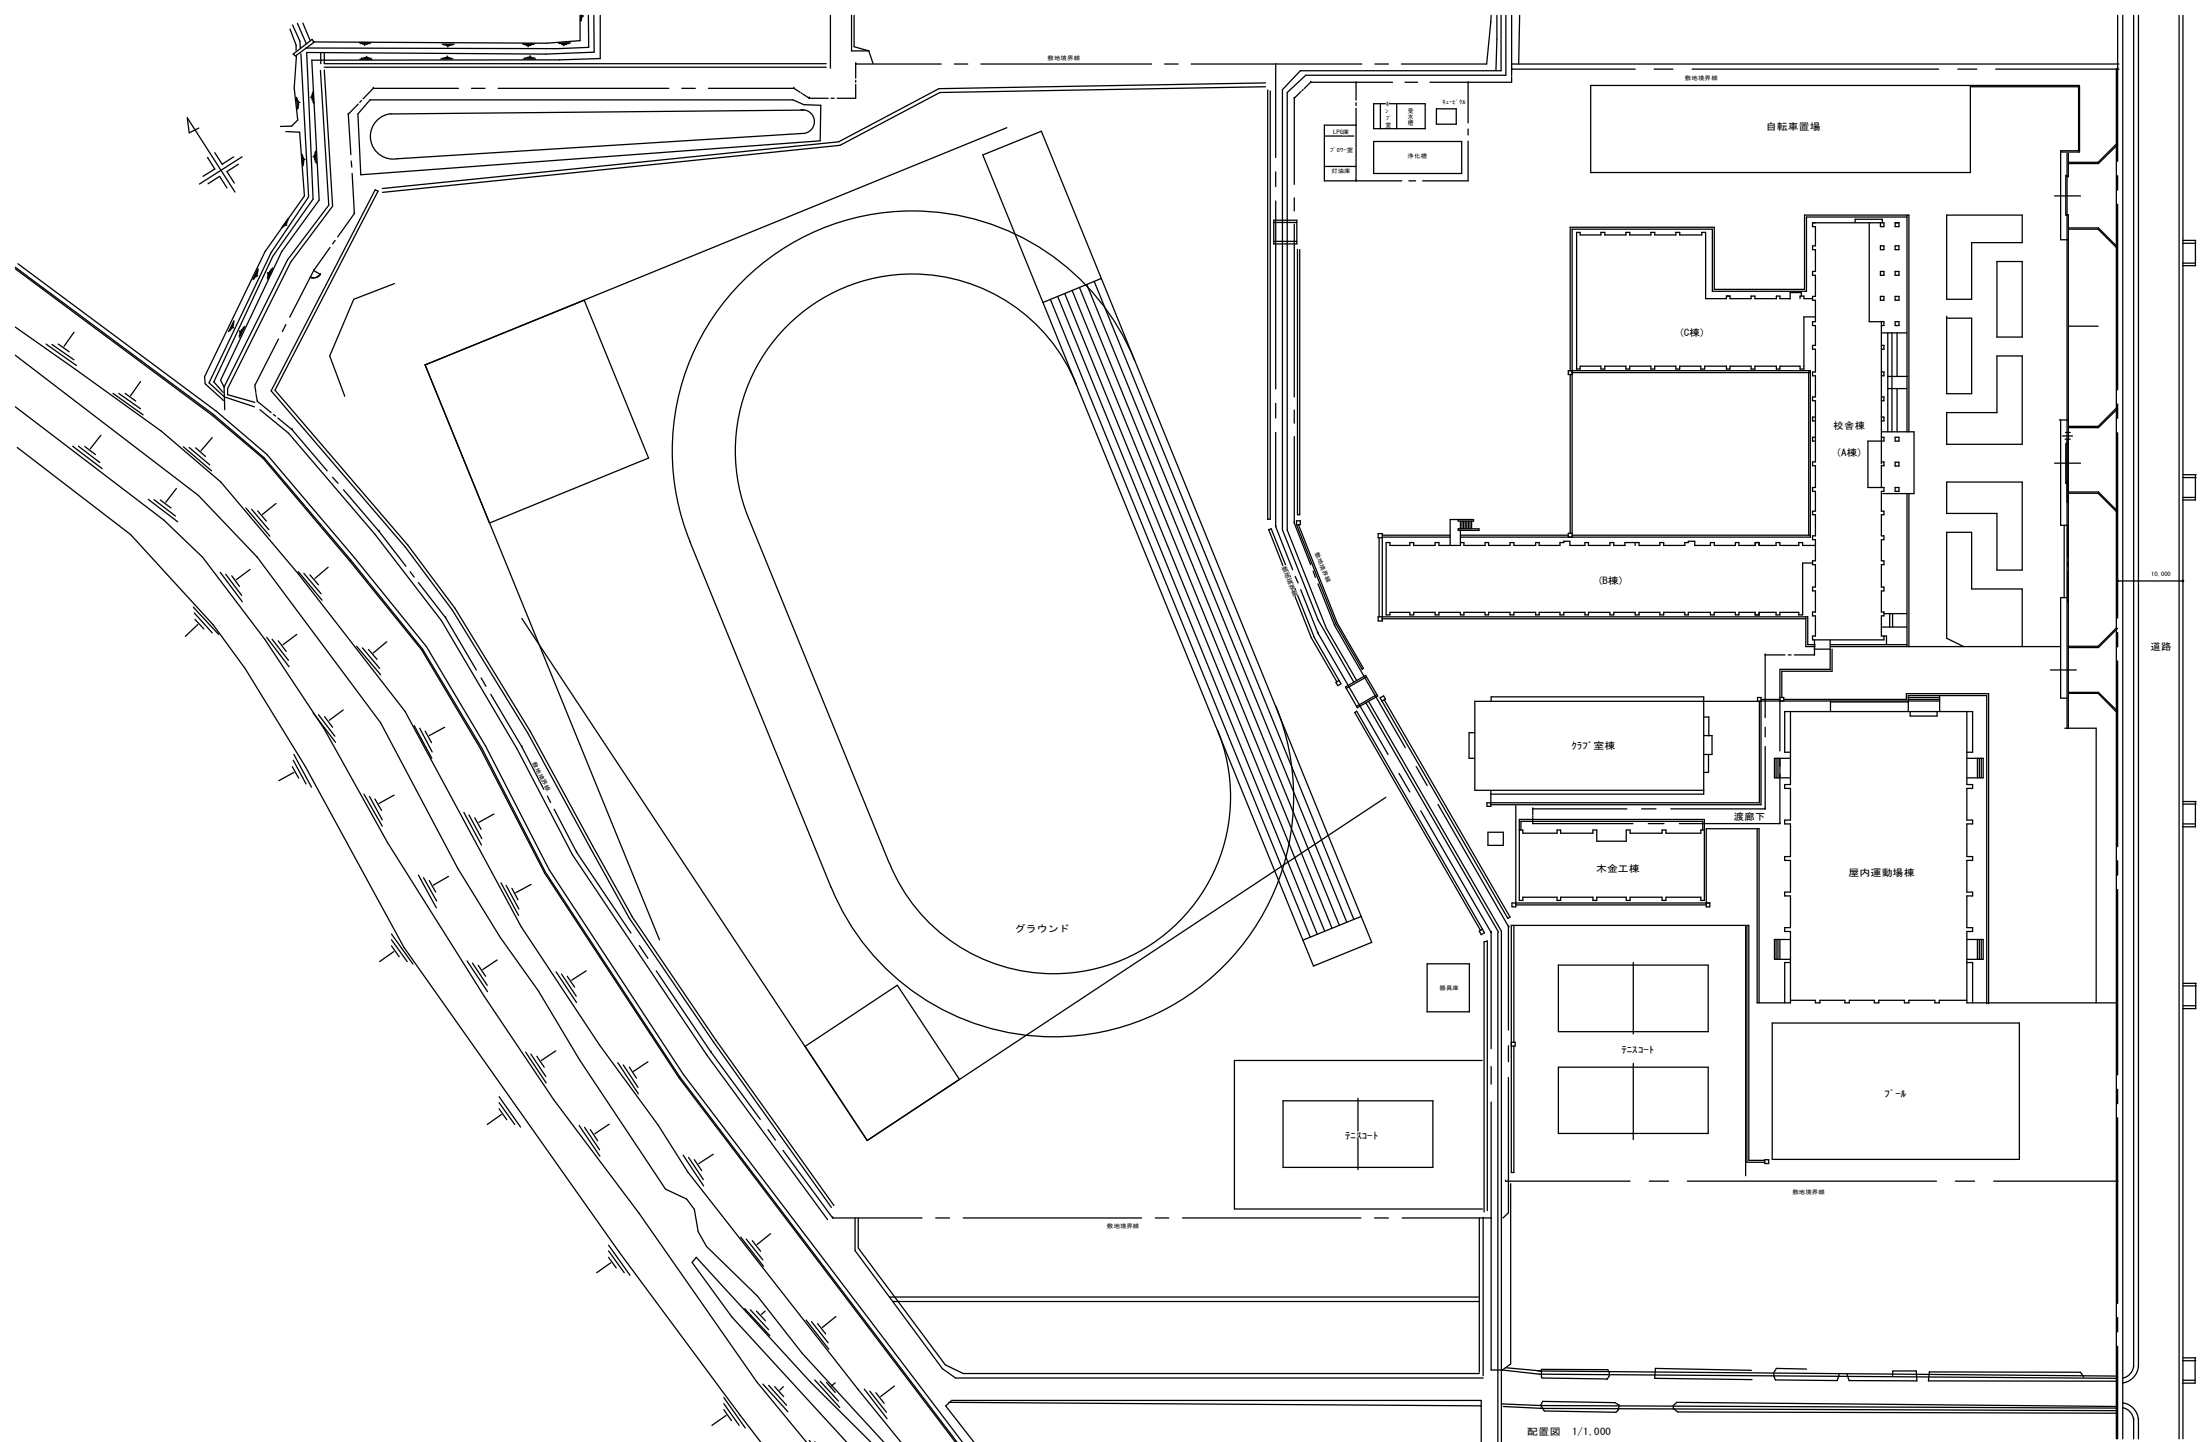 敷地境界線
敷地境界線
キュービクル
ポンプ室
受水槽
LPG庫
ブロワー室
灯油庫
浄化槽
自転車置場
(C棟)
校舎棟
(A棟)
(B棟)
敷地境界線
敷地境界線
10,000
道路
クラブ室棟
敷地境界線
渡廊下
木金工棟
屋内運動場棟
グラウンド
器具庫
テニスコート
プール
テニスコート
敷地境界線
敷地境界線
配置図 1/1,000